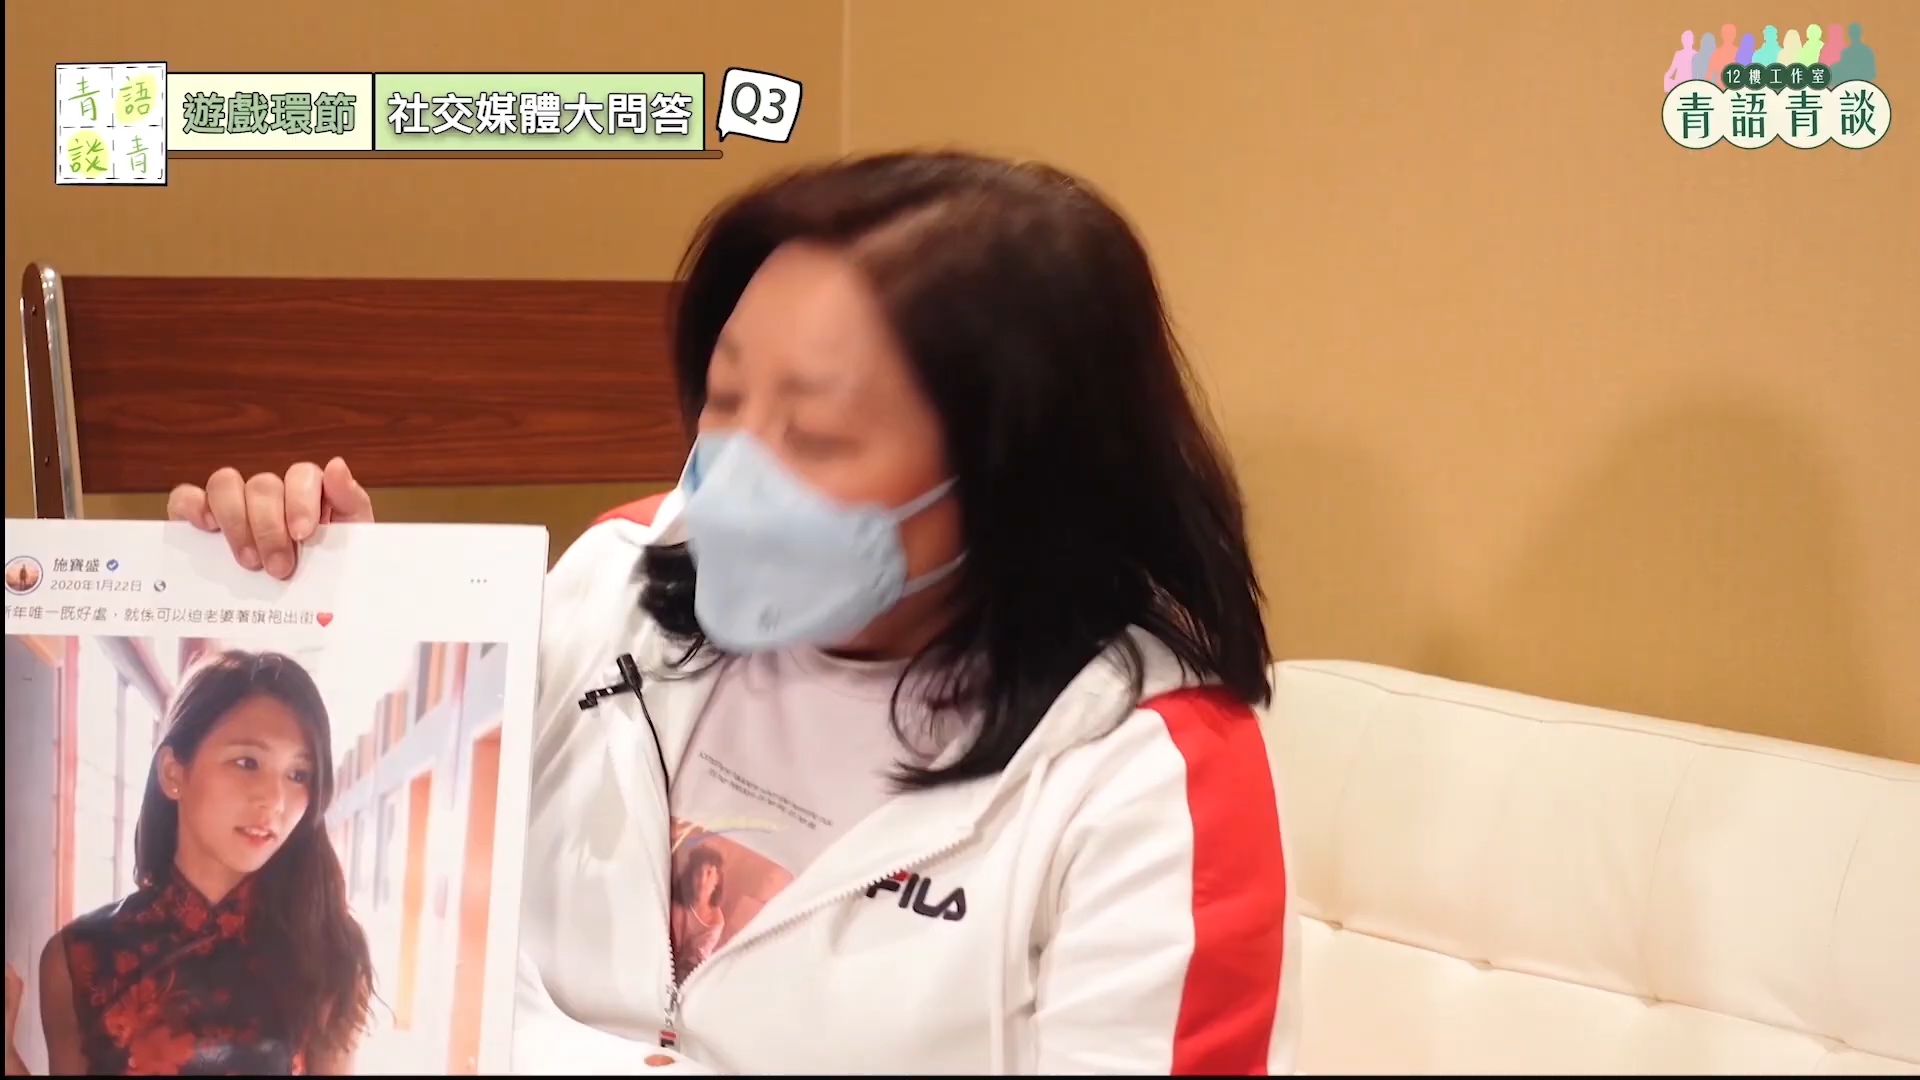 青語
談青
遊戲環節
社交媒體大問答
Q3
12樓工作室
青語青談
施寶盛
2020年1月22日
新年唯一既好處，就係可以迫老婆著旗袍出街❤️
FILA